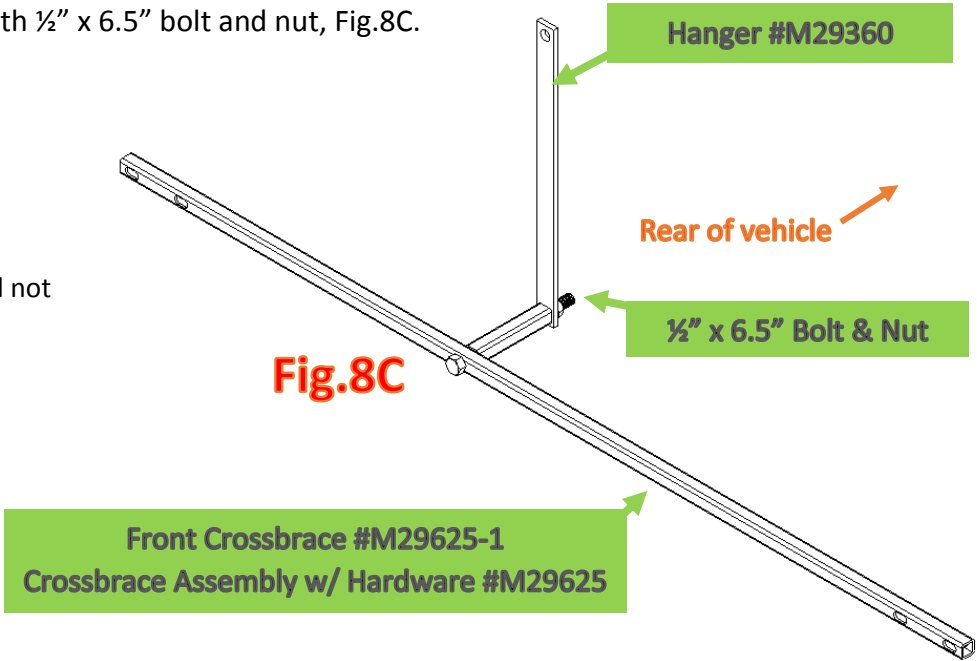 th ½” x 6.5” bolt and nut, Fig.8C.
Hanger #M29360
Rear of vehicle
not
½” x 6.5” Bolt & Nut
Fig.8C
Front Crossbrace #M29625-1
Crossbrace Assembly w/ Hardware #M29625